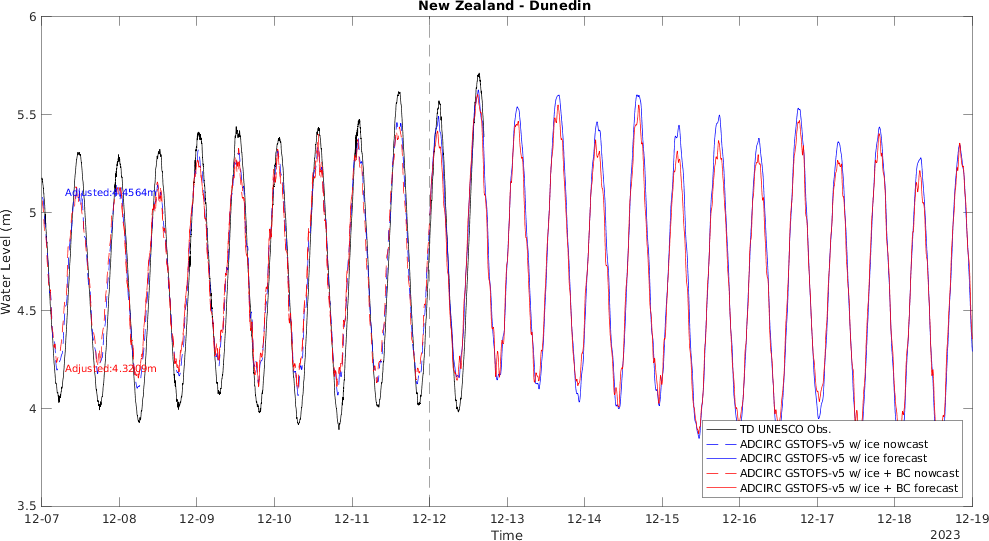 New Zealand - Dunedin
6
5.5
5
4.5
4
3.5
Water Level (m)
Adjusted:4.4564m
Adjusted:4.3209m
TD UNESCO Obs.
ADCIRC GSTOFS-v5 w/ ice nowcast
ADCIRC GSTOFS-v5 w/ ice forecast
ADCIRC GSTOFS-v5 w/ ice + BC nowcast
ADCIRC GSTOFS-v5 w/ ice + BC forecast
12-07 12-08 12-09 12-10 12-11 12-12 12-13 12-14 12-15 12-16 12-17 12-18 12-19
Time
2023